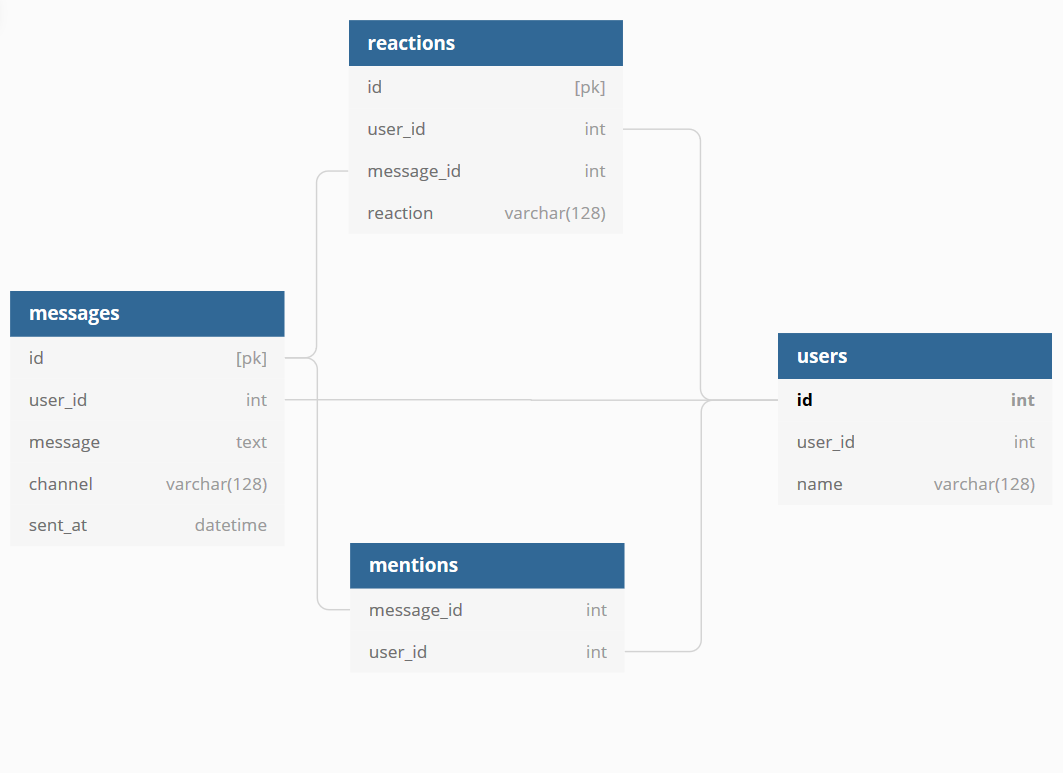 reactions
id [pk]
user_id int
message_id int
reaction varchar(128)
messages
id [pk]
user_id int
message text
channel varchar(128)
sent_at datetime
users
id int
user_id int
name varchar(128)
mentions
message_id int
user_id int